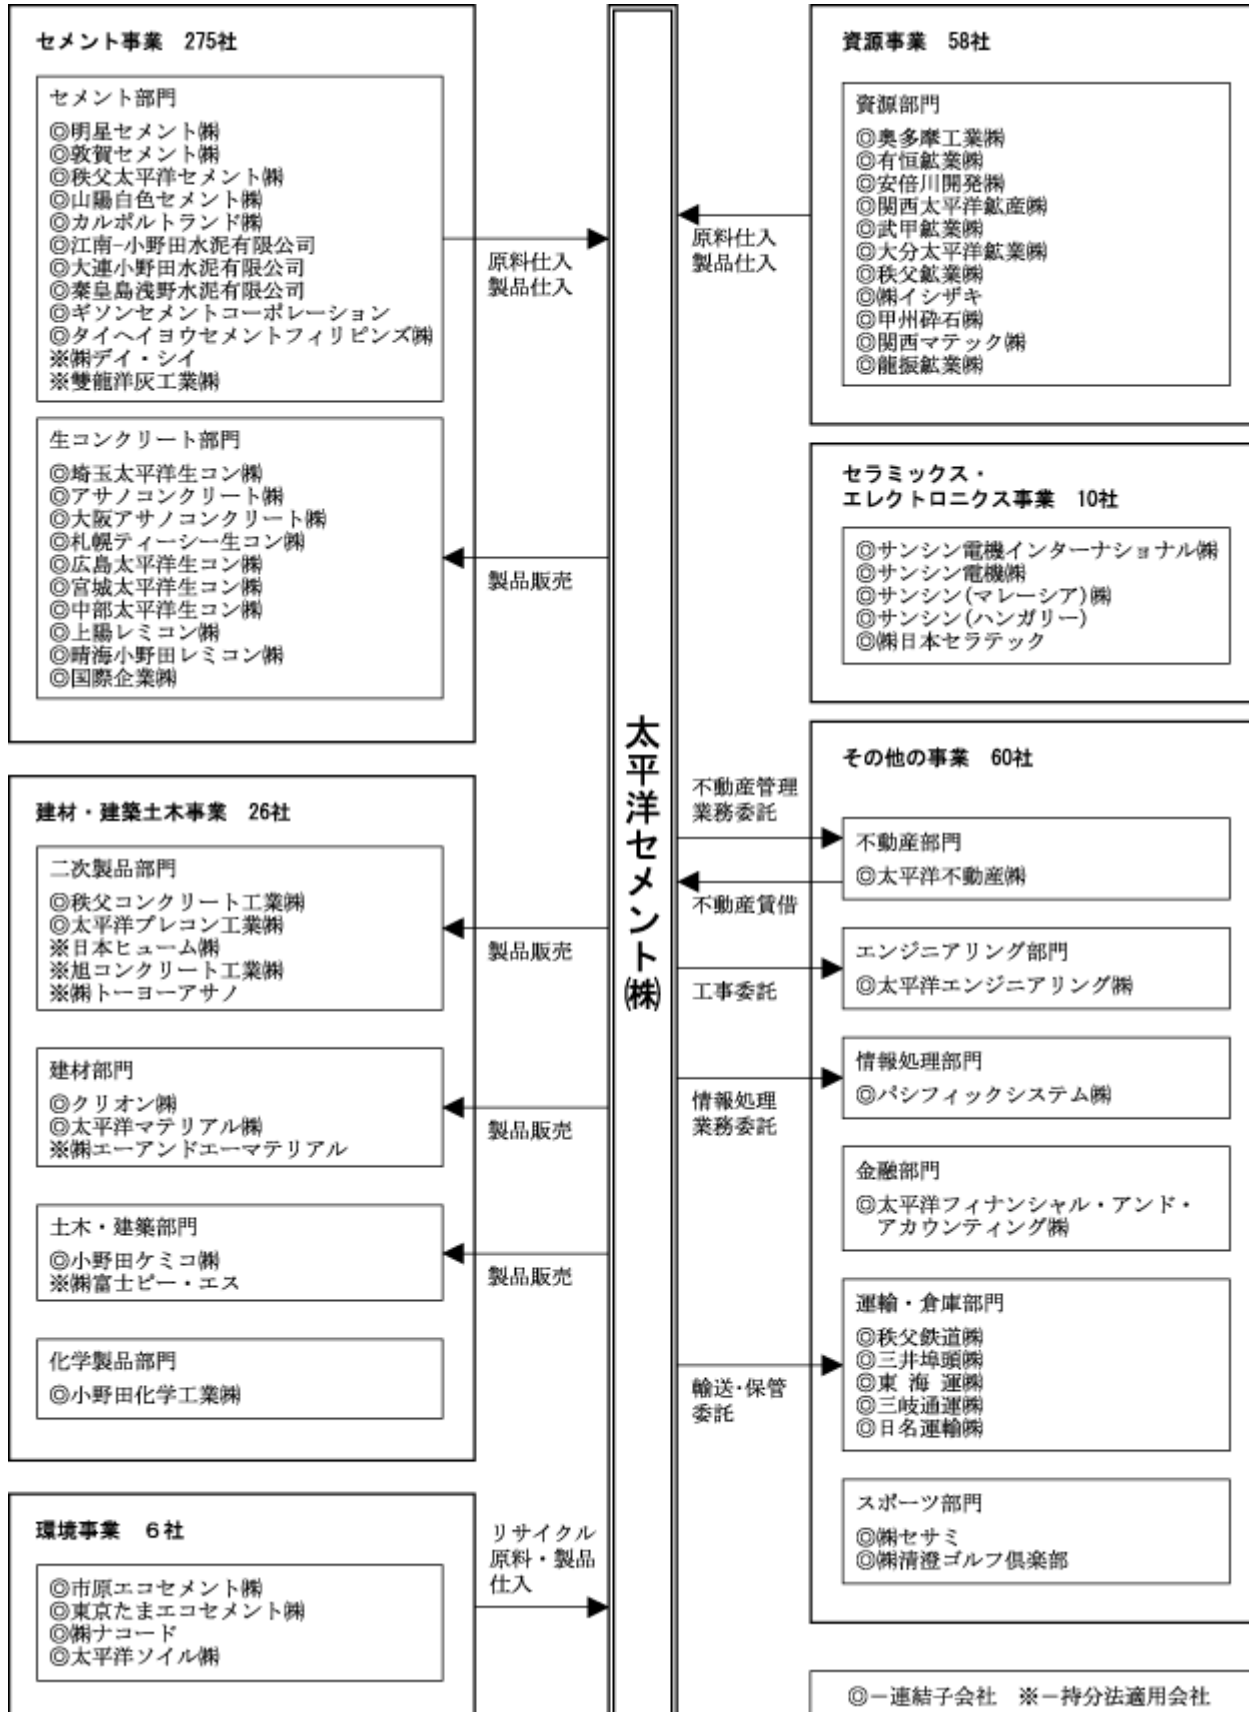 セメント事業　275社
セメント部門
◎明星セメント㈱
◎敦賀セメント㈱
◎秩父太平洋セメント㈱
◎山陽白色セメント㈱
◎カルポルトランド㈱
◎江南-小野田水泥有限公司
◎大連小野田水泥有限公司
◎秦皇島浅野水泥有限公司
◎ギソンセメントコーポレーション
◎タイヘイヨウセメントフィリピンズ㈱
※㈱デイ・シイ
※雙龍洋灰工業㈱
原料仕入
製品仕入
生コンクリート部門
◎埼玉太平洋生コン㈱
◎アサノコンクリート㈱
◎大阪アサノコンクリート㈱
◎札幌ティーシー生コン㈱
◎広島太平洋生コン㈱
◎宮城太平洋生コン㈱
◎中部太平洋生コン㈱
◎上陽レミコン㈱
◎晴海小野田レミコン㈱
◎国際企業㈱
製品販売
建材・建築土木事業　26社
二次製品部門
◎秩父コンクリート工業㈱
◎太平洋プレコン工業㈱
※日本ヒューム㈱
※旭コンクリート工業㈱
※㈱トーヨーアサノ
製品販売
建材部門
◎クリオン㈱
◎太平洋マテリアル㈱
※㈱エーアンドエーマテリアル
製品販売
土木・建築部門
◎小野田ケミコ㈱
※㈱富士ピー・エス
製品販売
化学製品部門
◎小野田化学工業㈱
環境事業　６社
◎市原エコセメント㈱
◎東京たまエコセメント㈱
◎㈱ナコード
◎太平洋ソイル㈱
リサイクル
原料・製品
仕入
太平洋セメント㈱
資源事業　58社
資源部門
◎奥多摩工業㈱
◎有恒鉱業㈱
◎安倍川開発㈱
◎関西太平洋鉱産㈱
◎武甲鉱業㈱
◎大分太平洋鉱業㈱
◎秩父鉱業㈱
◎㈱イシザキ
◎甲州砕石㈱
◎関西マテック㈱
◎龍振鉱業㈱
原料仕入
製品仕入
セラミックス・
エレクトロニクス事業　10社
◎サンシン電機インターナショナル㈱
◎サンシン電機㈱
◎サンシン(マレーシア)㈱
◎サンシン(ハンガリー)
◎㈱日本セラテック
その他の事業　60社
不動産管理
業務委託
不動産部門
◎太平洋不動産㈱
不動産賃借
エンジニアリング部門
◎太平洋エンジニアリング㈱
工事委託
情報処理部門
◎パシフィックシステム㈱
情報処理
業務委託
金融部門
◎太平洋フィナンシャル・アンド・
アカウンティング㈱
運輸・倉庫部門
◎秩父鉄道㈱
◎三井埠頭㈱
◎東 海 運㈱
◎三岐通運㈱
◎日名運輸㈱
輸送・保管
委託
スポーツ部門
◎㈱セサミ
◎㈱清澄ゴルフ倶楽部
◎－連結子会社　※－持分法適用会社